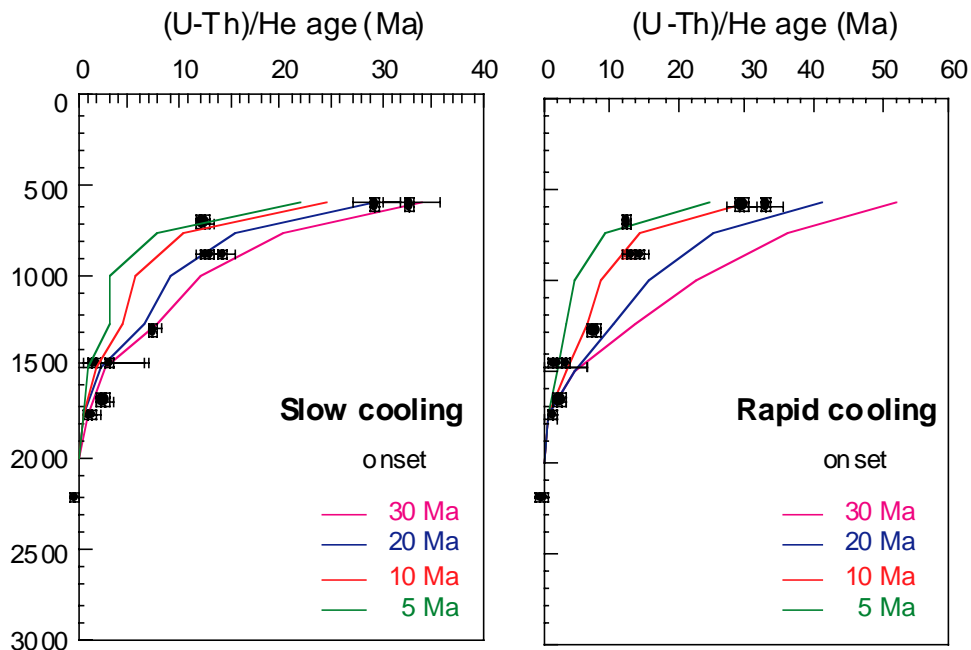 (U-Th)/He age (Ma)
0 10 20 30 40
0
500
1000
1500
2000
2500
3000
Slow cooling
onset
30 Ma
20 Ma
10 Ma
5 Ma
(U-Th)/He age (Ma)
0 10 20 30 40 50 60
Rapid cooling
onset
30 Ma
20 Ma
10 Ma
5 Ma